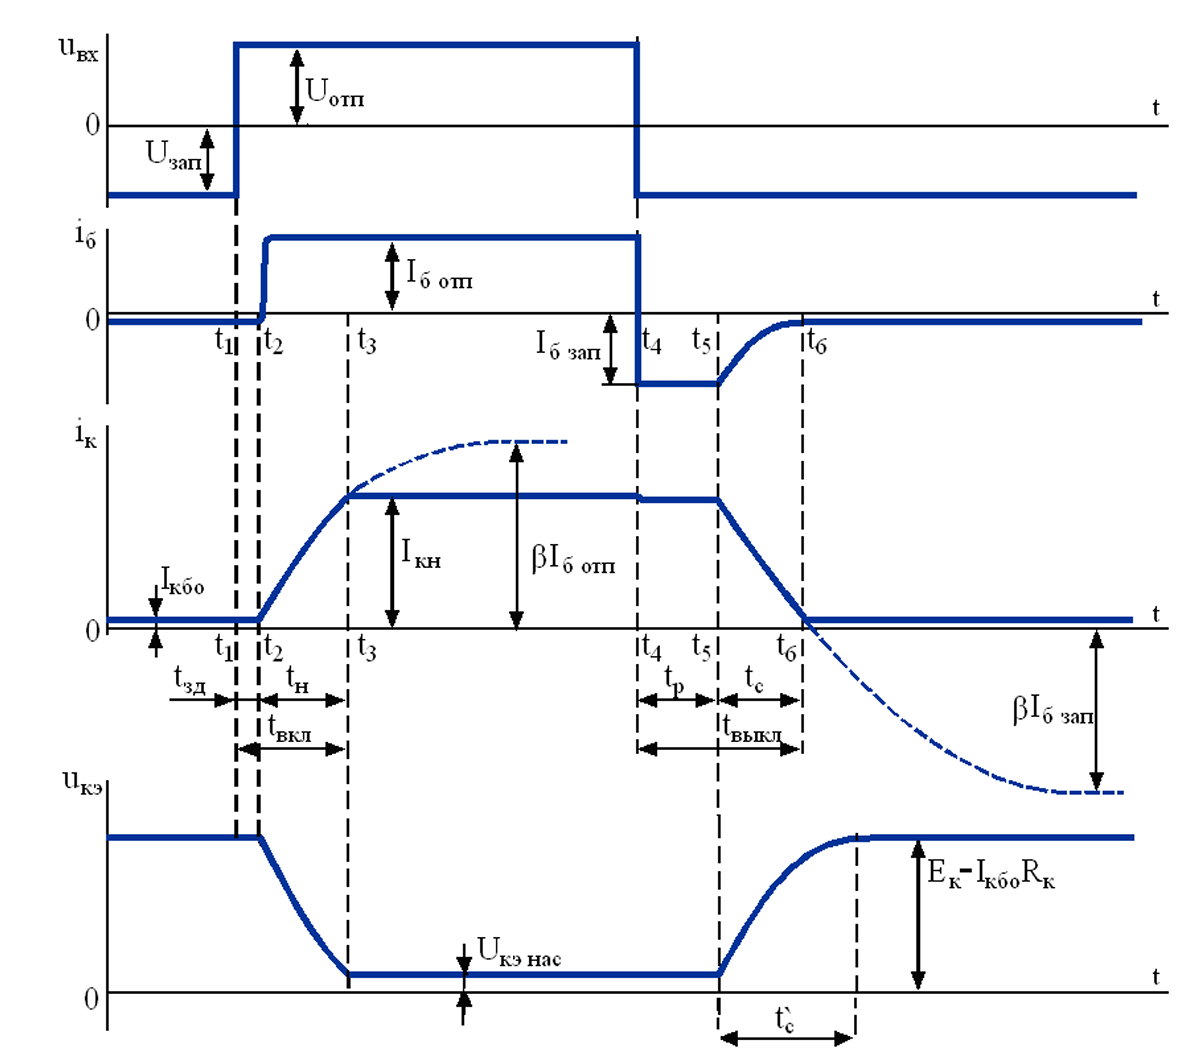 uвх
Uотп
t
0
Uзап
iб
Iб отп
t
0
t1 t2 t3 Iб зап t4 t5 t6
iк
βIб отп
Iкн
Iкбо
t
0
t1 t2 t3 t4 t5 t6
tзд tн tр tс
βIб зап
tвкл tвыкл
uкэ
Eк-IкбоRк
Uкэ нас
t
0
t`с